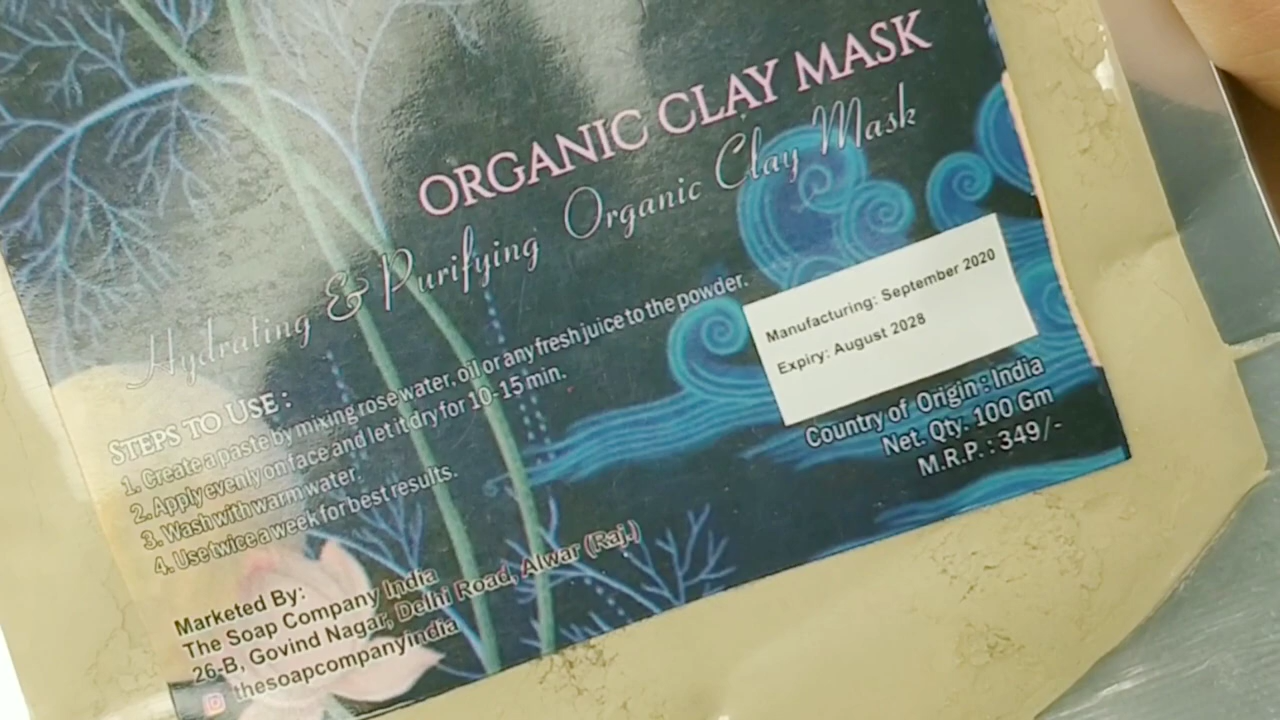 ORGANIC CLAY MASK
Hydrating & Purifying Organic Clay Mask
STEPS TO USE :
1. Create a paste by mixing rose water, oil or any fresh juice to the powder.
2. Apply evenly on face and let it dry for 10-15 min.
3. Wash with warm water.
4. Use twice a week for best results.
Manufacturing: September 2020
Expiry: August 2028
Country of Origin : India
Net. Qty. 100 Gm
M.R.P. : 349/-
Marketed By:
The Soap Company India
26-B, Govind Nagar, Delhi Road, Alwar (Raj.)
thesoapcompanyindia